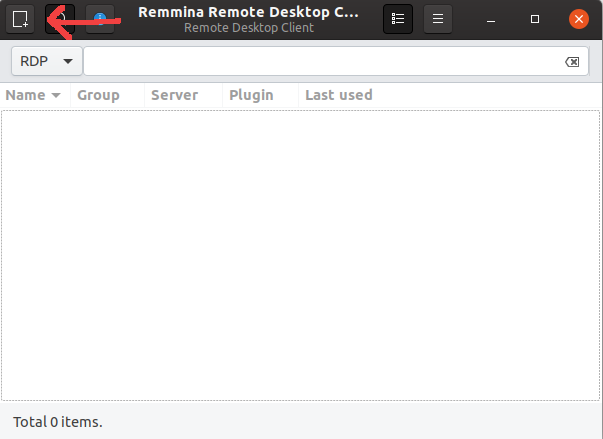 Remmina Remote Desktop C...
Remote Desktop Client
RDP
Name Group Server Plugin Last used
Total 0 items.